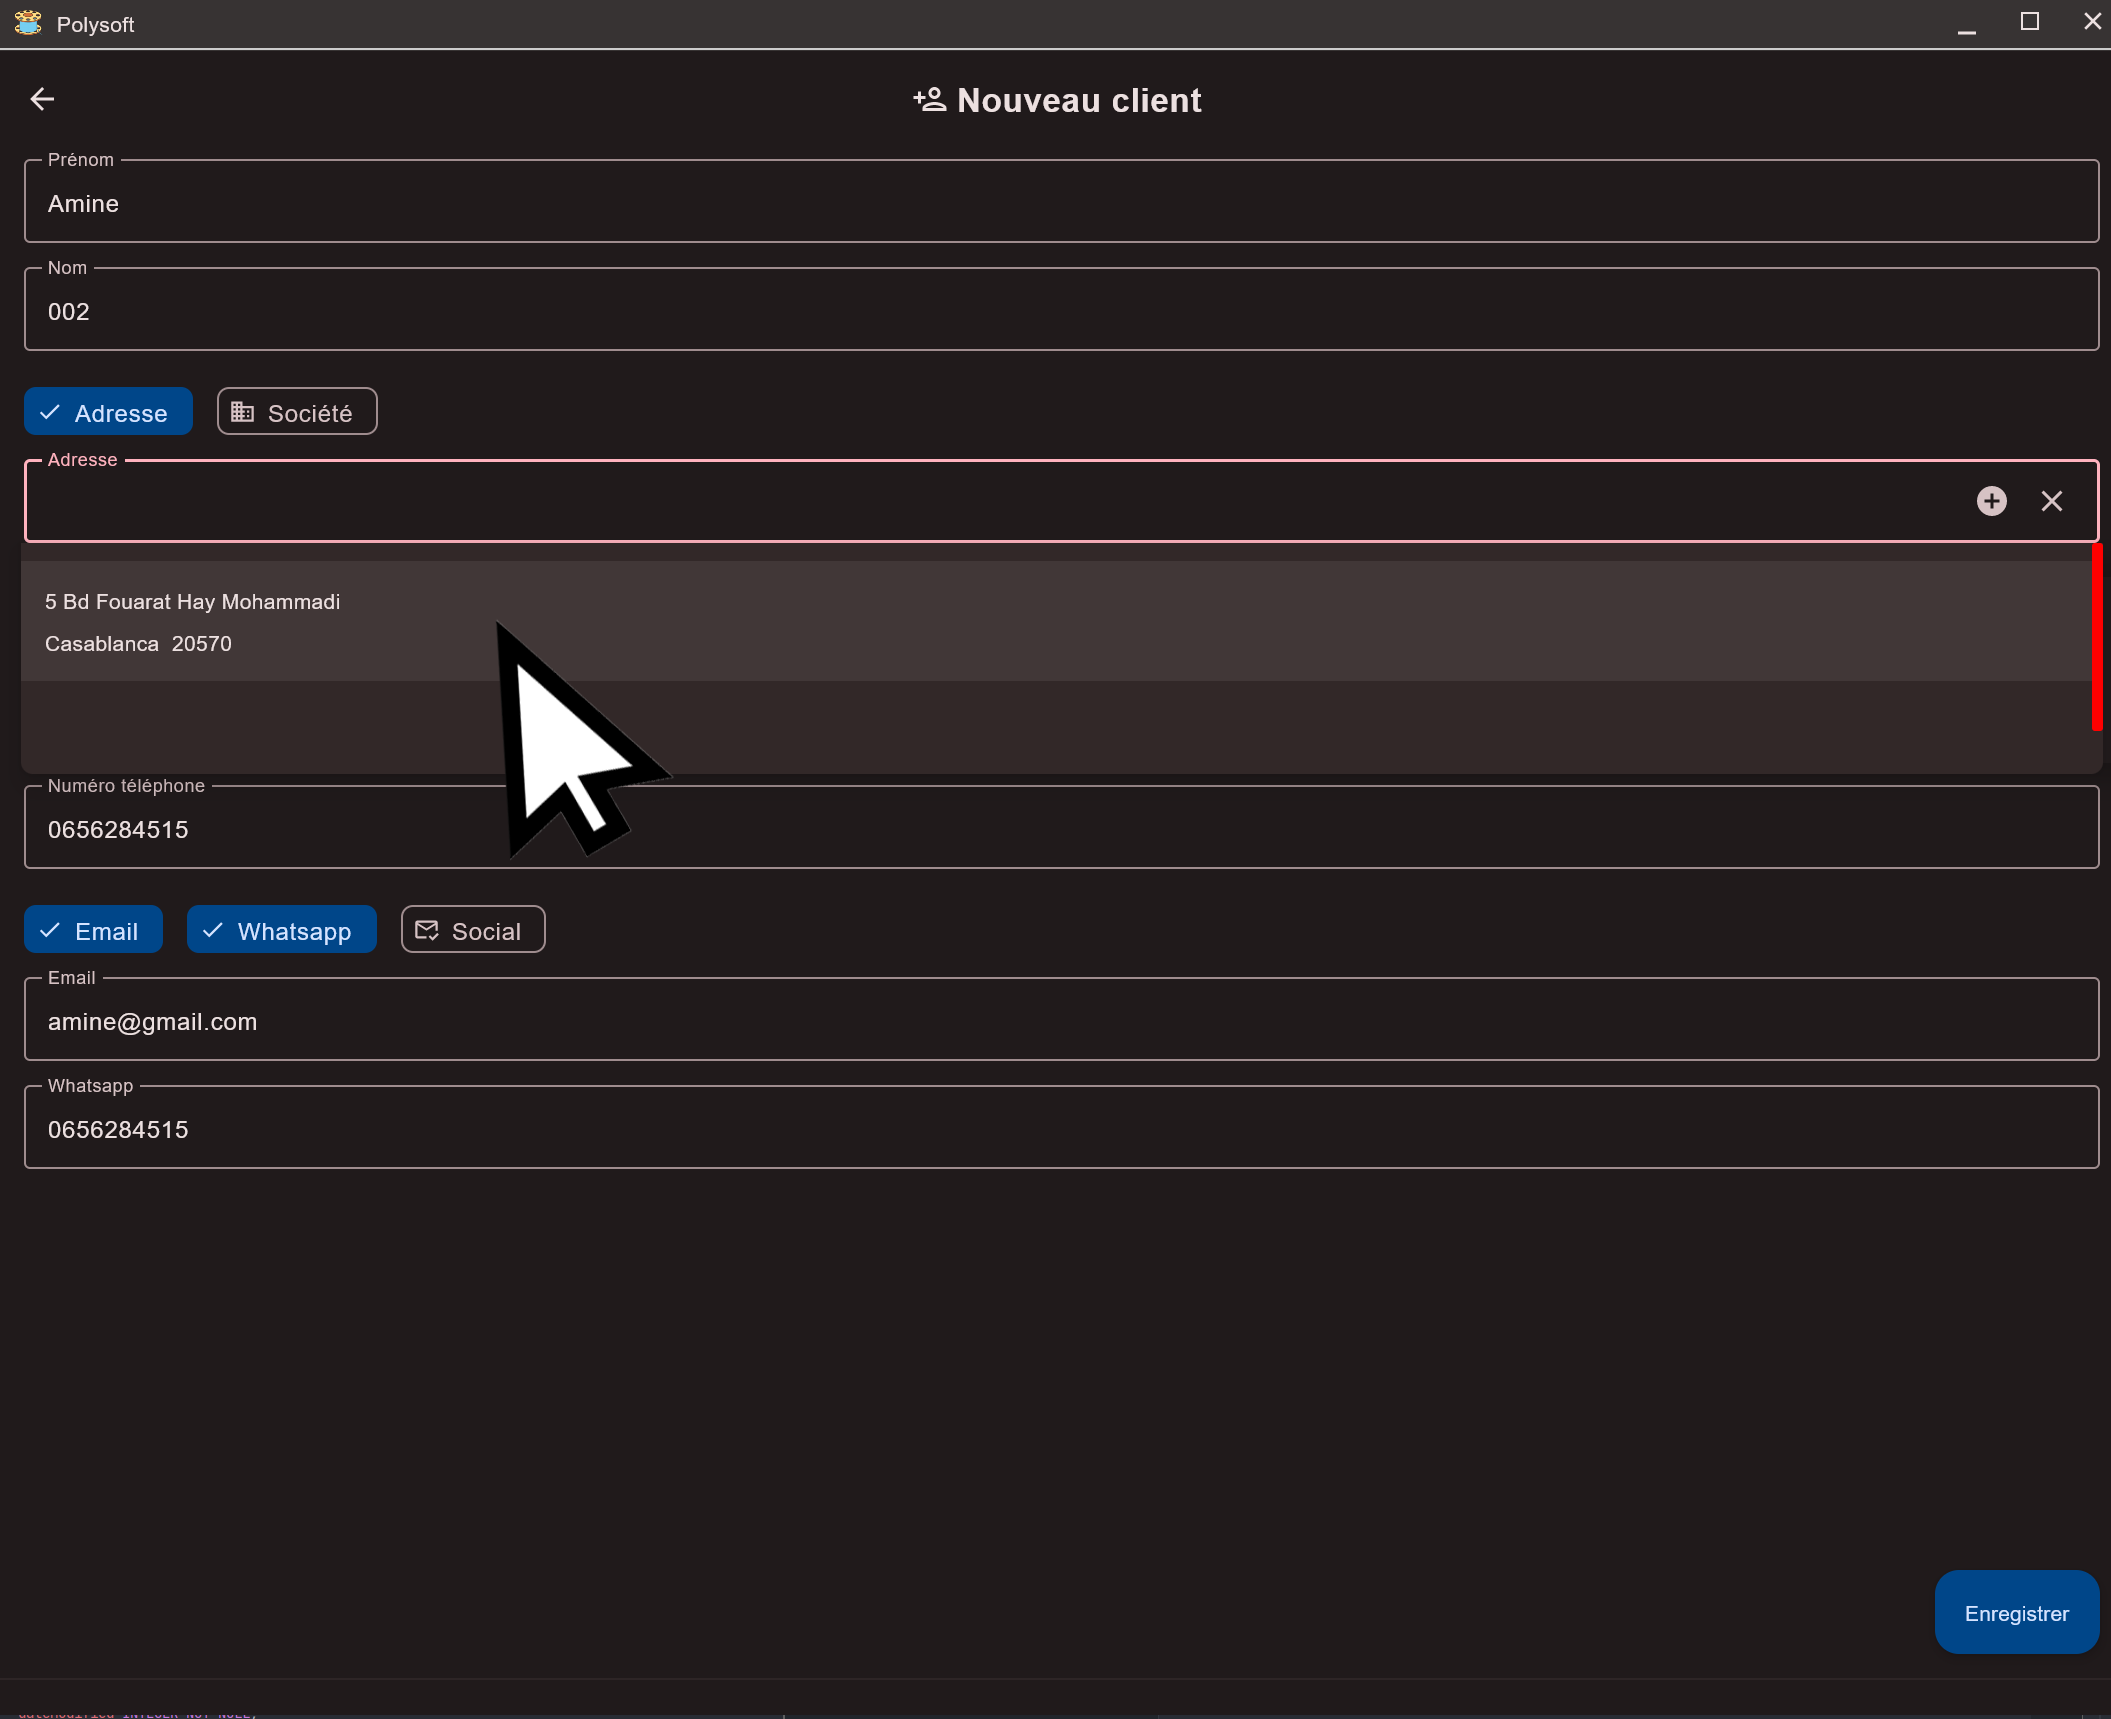 Polysoft
Nouveau client
Prénom
Amine
Nom
002
Adresse
Société
Adresse
5 Bd Fouarat Hay Mohammadi
Casablanca 20570
Numéro téléphone
0656284515
Email
Whatsapp
Social
Email
amine@gmail.com
Whatsapp
0656284515
Enregistrer